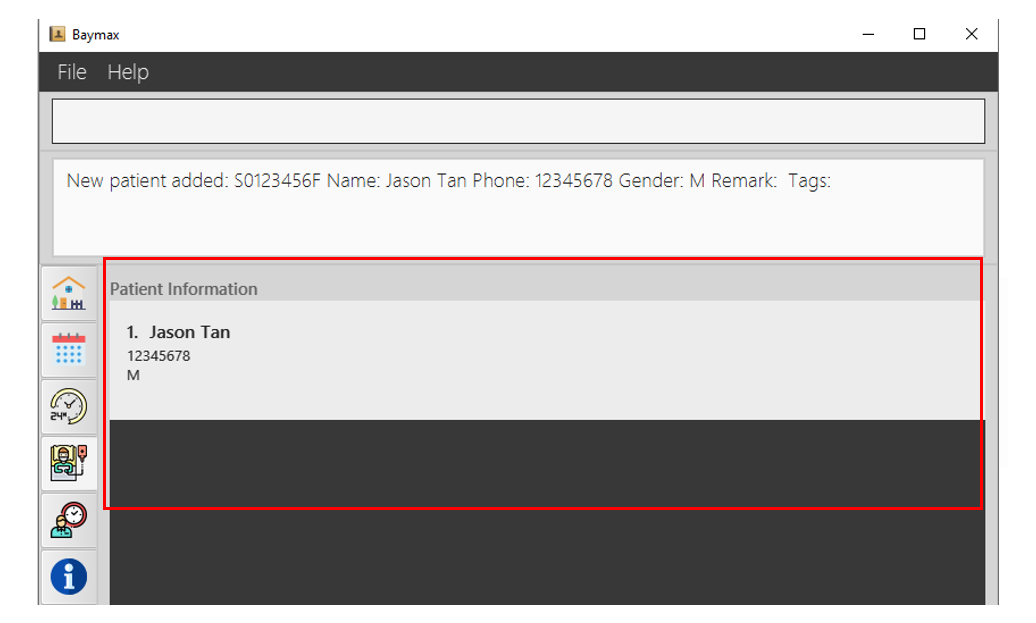 Baymax
File Help
New patient added: S0123456F Name: Jason Tan Phone: 12345678 Gender: M Remark:  Tags:
Patient Information
1. Jason Tan
12345678
M
24H
i